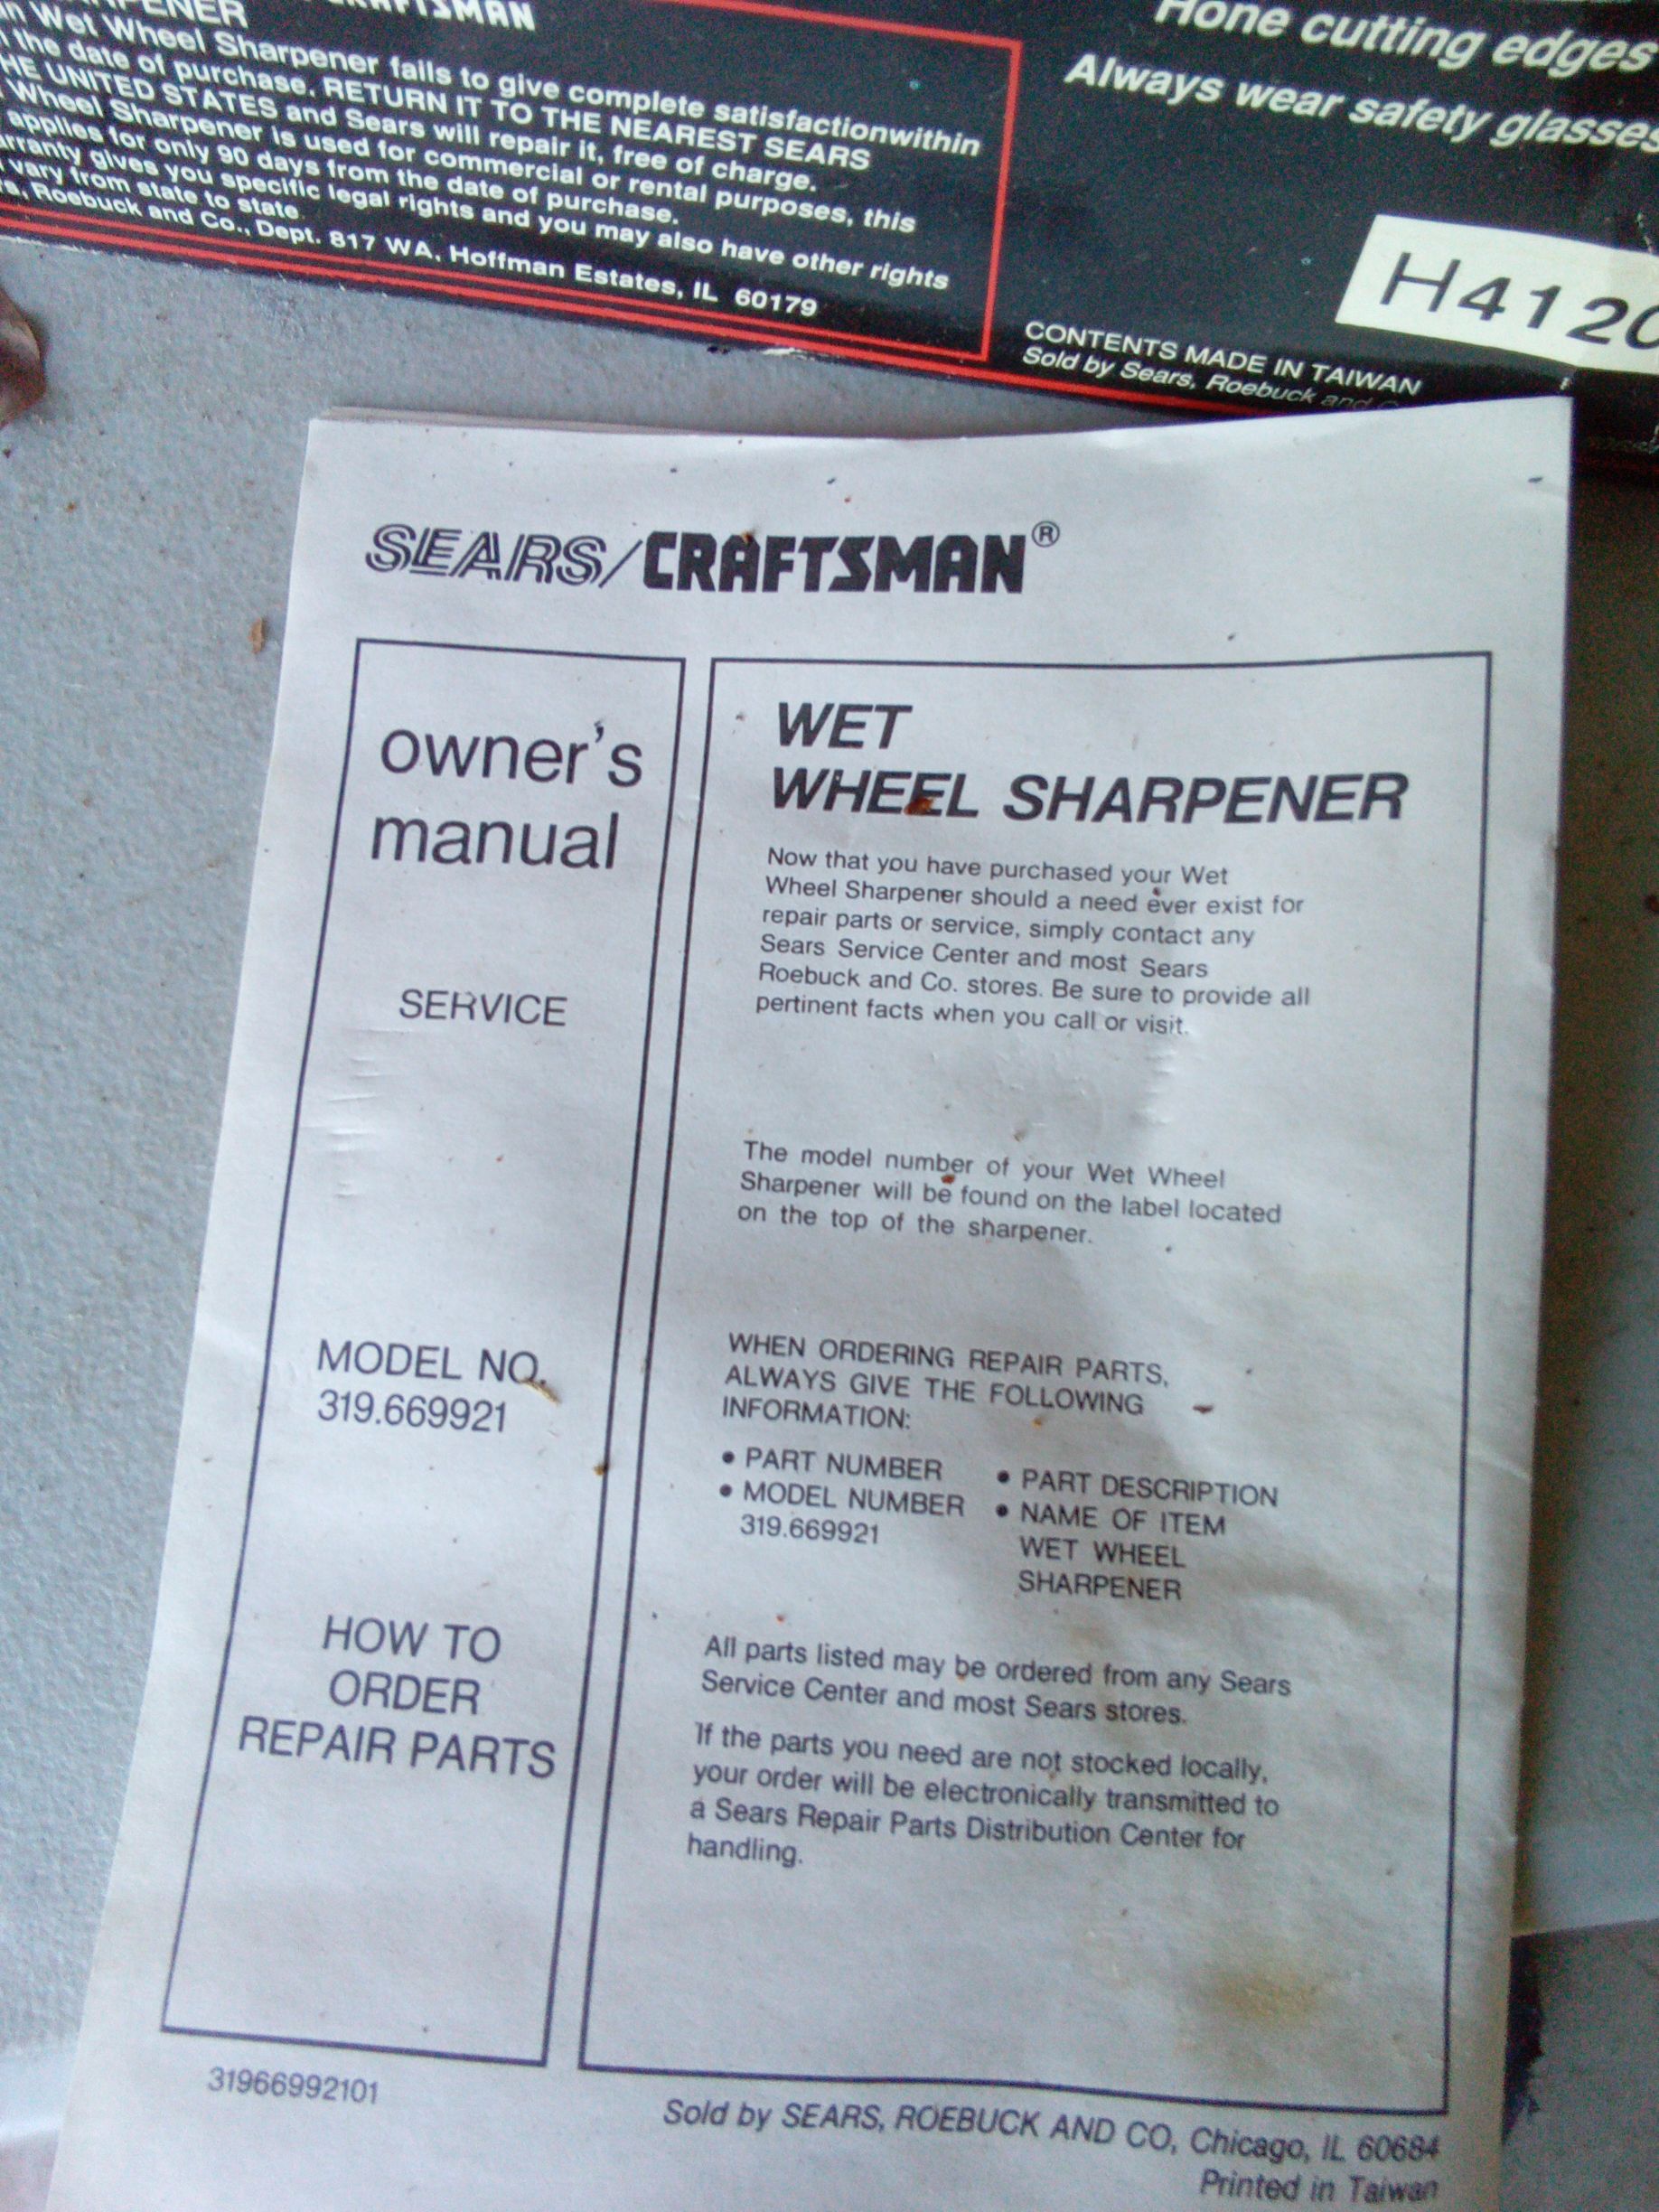 CRAFTSMAN
Wet Wheel Sharpener fails to give complete satisfactionwithin
the date of purchase. RETURN IT TO THE NEAREST SEARS
UNITED STATES and Sears will repair it, free of charge.
Wheel Sharpener is used for commercial or rental purposes, this
applies for only 90 days from the date of purchase.
gives you specific legal rights and you may also have other rights
vary from state to state.
Roebuck and Co., Dept. 817 WA, Hoffman Estates, IL 60179
Hone cutting edges
Always wear safety glasses
H4120
CONTENTS MADE IN TAIWAN
Sold by Sears, Roebuck and
SEARS/CRAFTSMAN®
owner's
manual
SERVICE
MODEL NO.
319.669921
HOW TO
ORDER
REPAIR PARTS
WET
WHEEL SHARPENER
Now that you have purchased your Wet
Wheel Sharpener should a need ever exist for
repair parts or service, simply contact any
Sears Service Center and most Sears
Roebuck and Co. stores. Be sure to provide all
pertinent facts when you call or visit.
The model number of your Wet Wheel
Sharpener will be found on the label located
on the top of the sharpener.
WHEN ORDERING REPAIR PARTS,
ALWAYS GIVE THE FOLLOWING
INFORMATION:
• PART NUMBER
• MODEL NUMBER
319.669921
• PART DESCRIPTION
• NAME OF ITEM
WET WHEEL
SHARPENER
All parts listed may be ordered from any Sears
Service Center and most Sears stores.
If the parts you need are not stocked locally,
your order will be electronically transmitted to
a Sears Repair Parts Distribution Center for
handling.
31966992101
Sold by SEARS, ROEBUCK AND CO, Chicago, IL 60684
Printed in Taiwan